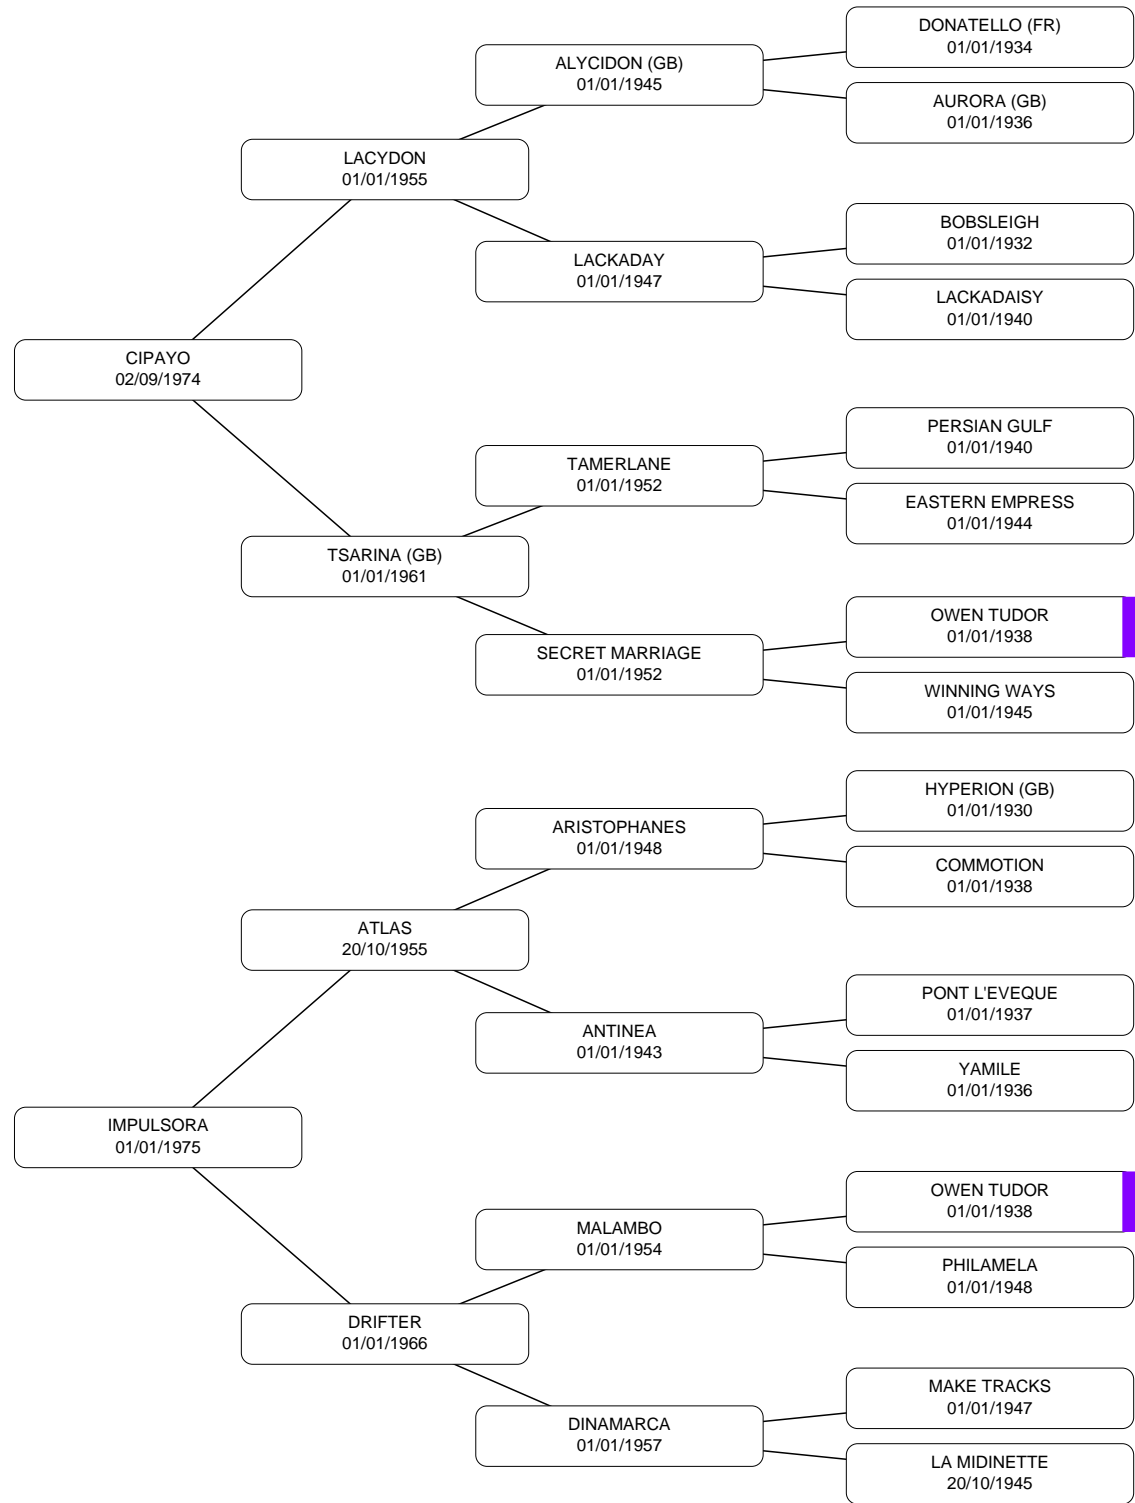 DONATELLO (FR)
01/01/1934
ALYCIDON (GB)
01/01/1945
AURORA (GB)
01/01/1936
LACYDON
01/01/1955
BOBSLEIGH
01/01/1932
LACKADAY
01/01/1947
LACKADAISY
01/01/1940
CIPAYO
02/09/1974
PERSIAN GULF
01/01/1940
TAMERLANE
01/01/1952
EASTERN EMPRESS
01/01/1944
TSARINA (GB)
01/01/1961
OWEN TUDOR
01/01/1938
SECRET MARRIAGE
01/01/1952
WINNING WAYS
01/01/1945
HYPERION (GB)
01/01/1930
ARISTOPHANES
01/01/1948
COMMOTION
01/01/1938
ATLAS
20/10/1955
PONT L'EVEQUE
01/01/1937
ANTINEA
01/01/1943
YAMILE
01/01/1936
IMPULSORA
01/01/1975
OWEN TUDOR
01/01/1938
MALAMBO
01/01/1954
PHILAMELA
01/01/1948
DRIFTER
01/01/1966
MAKE TRACKS
01/01/1947
DINAMARCA
01/01/1957
LA MIDINETTE
20/10/1945